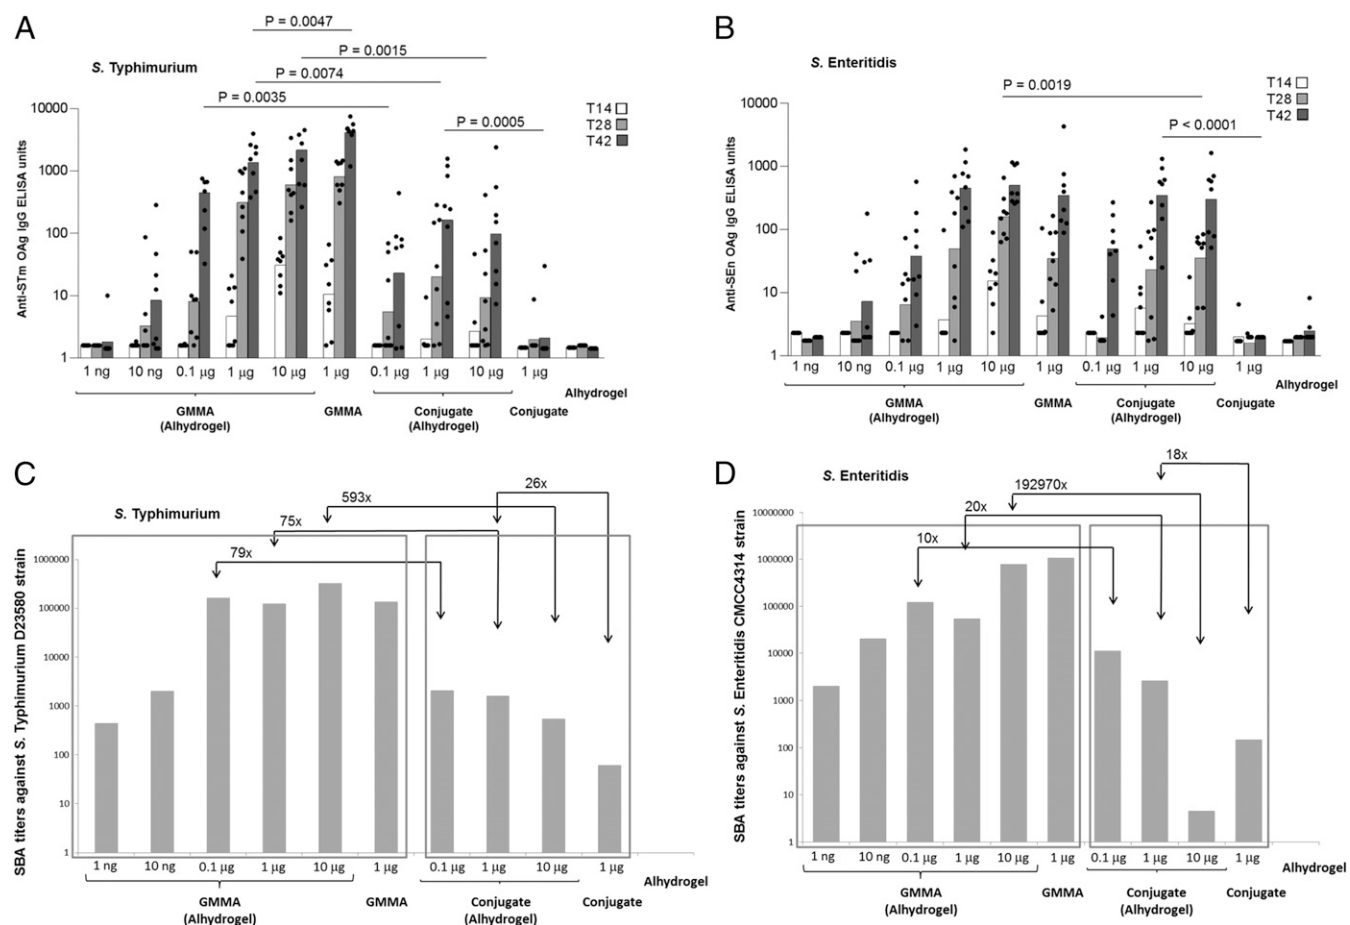 A
P = 0.0047
P = 0.0015
S. Typhimurium
P = 0.0074
P = 0.0035
P = 0.0005
T14
T28
T42
Anti-STm OAg IgG ELISA units
10000
1000
100
10
1
1 ng 10 ng 0.1 μg 1 μg 10 μg 1 μg 0.1 μg 1 μg 10 μg 1 μg
Alhydrogel
GMMA GMMA Conjugate Conjugate
(Alhydrogel) (Alhydrogel)
B
S. Enteritidis
P = 0.0019
P < 0.0001
T14
T28
T42
Anti-SEn OAg IgG ELISA units
10000
1000
100
10
1
1 ng 10 ng 0.1 μg 1 μg 10 μg 1 μg 0.1 μg 1 μg 10 μg 1 μg
Alhydrogel
GMMA GMMA Conjugate Conjugate
(Alhydrogel) (Alhydrogel)
C
S. Typhimurium
26x
593x
75x
79x
SBA titers against S. Typhimurium D23580 strain
1000000
100000
10000
1000
100
10
1
1 ng 10 ng 0.1 μg 1 μg 10 μg 1 μg 0.1 μg 1 μg 10 μg 1 μg
Alhydrogel
GMMA GMMA Conjugate Conjugate
(Alhydrogel) (Alhydrogel)
D
S. Enteritidis
18x
192970x
20x
10x
SBA titers against S. Enteritidis CMCC4314 strain
10000000
1000000
100000
10000
1000
100
10
1
1 ng 10 ng 0.1 μg 1 μg 10 μg 1 μg 0.1 μg 1 μg 10 μg 1 μg
Alhydrogel
GMMA GMMA Conjugate Conjugate
(Alhydrogel) (Alhydrogel)